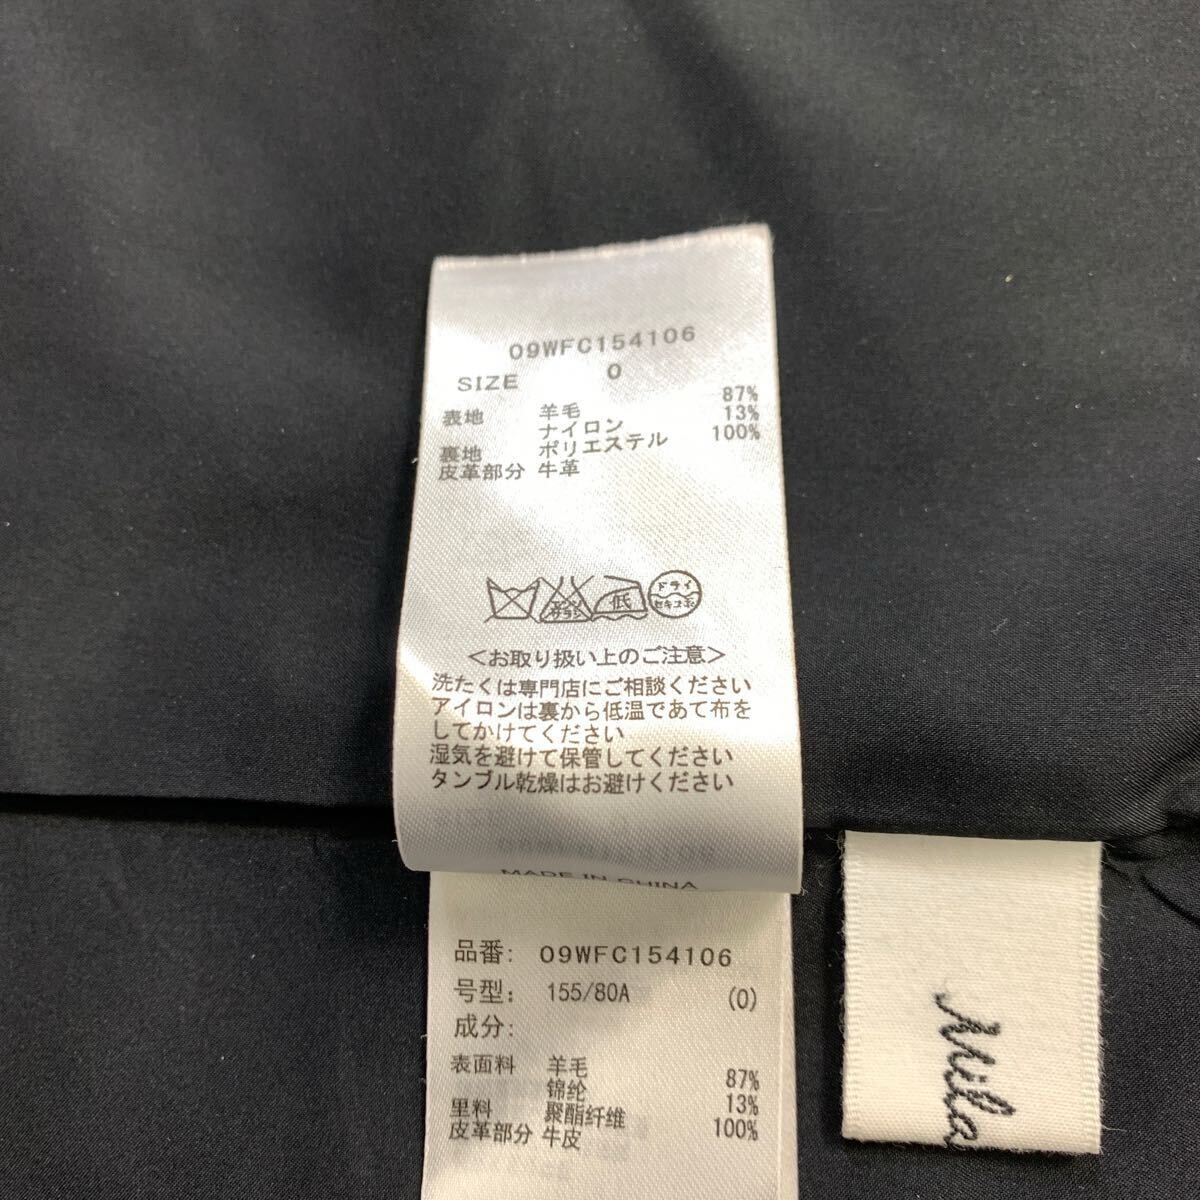 09WFC154106
SIZE 0
表地 羊毛 87%
ナイロン 13%
裏地 ポリエステル 100%
皮革部分 牛革
低 ドライ
セキユ系
<お取り扱い上のご注意>
洗たくは専門店にご相談ください
アイロンは裏から低温であて布を
してかけてください
湿気を避けて保管してください
タンブル乾燥はお避けください
MADE IN CHINA
品番: 09WFC154106
号型: 155/80A (0)
成分:
表面料 羊毛 87%
锦纶 13%
里料 聚酯纤维 100%
皮革部分 牛皮